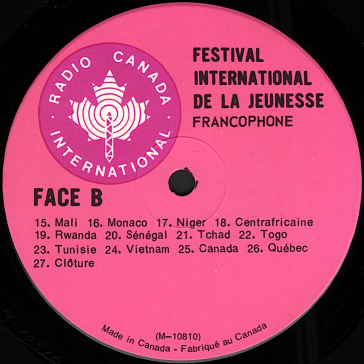 · RADIO CANADA ·
INTERNATIONAL
FESTIVAL
INTERNATIONAL
DE LA JEUNESSE
FRANCOPHONE
FACE B
15. Mali 16. Monaco 17. Niger 18. Centrafricaine
19. Rwanda 20. Sénégal 21. Tchad 22. Togo
23. Tunisie 24. Vietnam 25. Canada 26. Québec
27. Clôture
(M-10810)
Made in Canada - Fabriqué au Canada